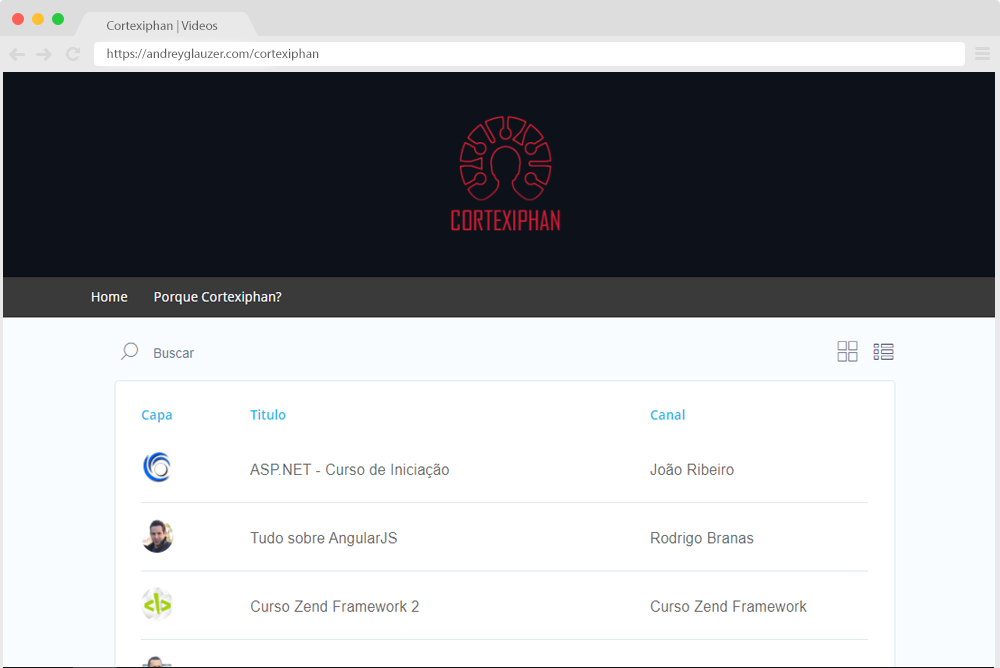 Cortexiphan | Videos
https://andreyglauzer.com/cortexiphan
CORTEXIPHAN
Home Porque Cortexiphan?
Buscar
Capa Titulo Canal
ASP.NET - Curso de Iniciação João Ribeiro
Tudo sobre AngularJS Rodrigo Branas
Curso Zend Framework 2 Curso Zend Framework